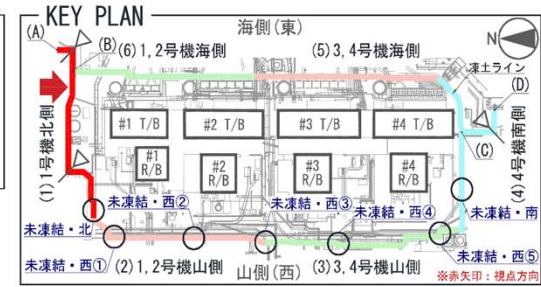 KEY PLAN
(A)
(B)
(6) 1,2号機海側
海側(東)
(5) 3,4号機海側
N
凍土ライン
(D)
#1 T/B
#2 T/B
#3 T/B
#4 T/B
(C)
(1) 1号機北側
#1
R/B
#2
R/B
#3
R/B
#4
R/B
(4) 4号機南側
未凍結・西②
未凍結・西③
未凍結・西④
未凍結・南
未凍結・北
未凍結・西①
(2) 1,2号機山側
山側(西)
(3) 3,4号機山側
未凍結・西⑤
※赤矢印:視点方向